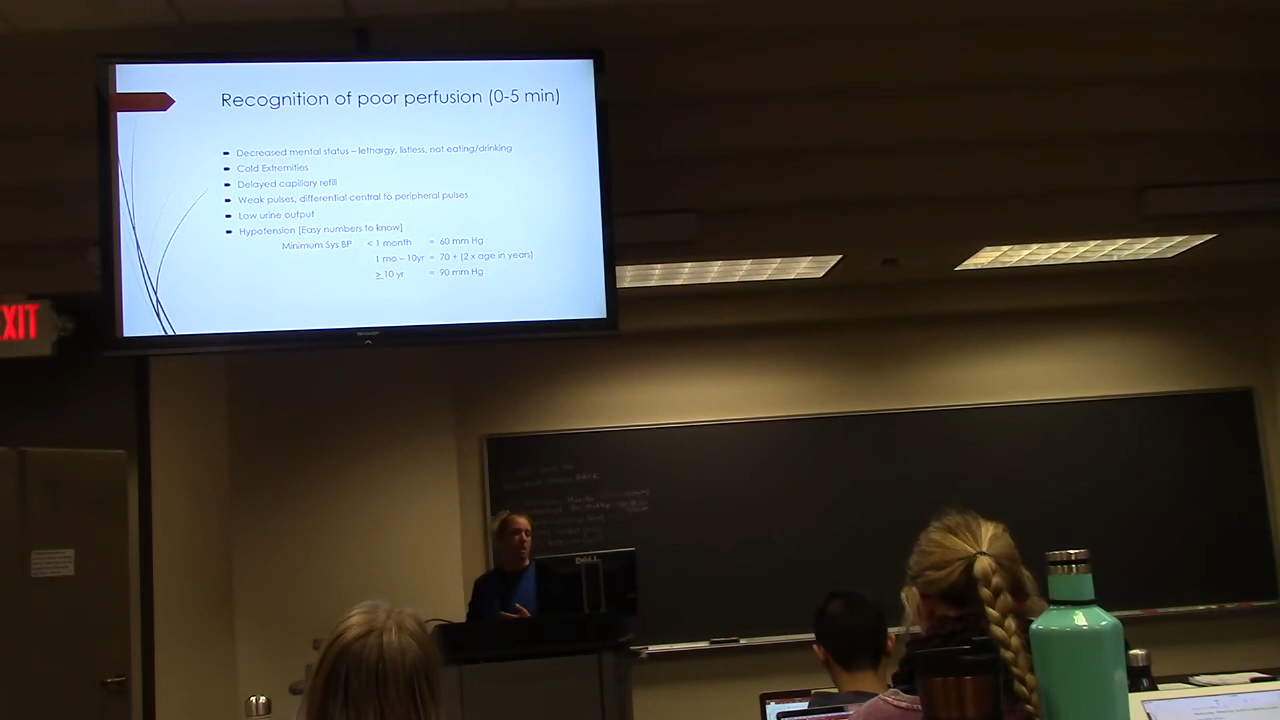 Recognition of poor perfusion (0-5 min)
Decreased mental status – lethargy, listless, not eating/drinking
Cold Extremities
Delayed capillary refill
Weak pulses, differential central to peripheral pulses
Low urine output
Hypotension [Easy numbers to know]
Minimum Sys BP < 1 month = 60 mm Hg
1 mo – 10yr = 70 + (2 x age in years)
≥ 10 yr = 90 mm Hg
SHARP
EXIT
DELL